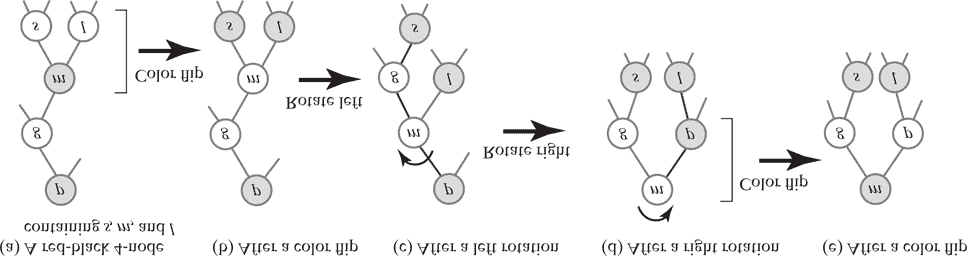 (a) A red-black 4-node
containing s, m, and l
(b) After a color flip
(c) After a left rotation
(d) After a right rotation
(e) After a color flip
p
g
m
s
l
Color flip
p
g
m
s
l
Rotate left
p
m
g
l
s
Rotate right
m
g
p
s
l
Color flip
m
g
p
s
l